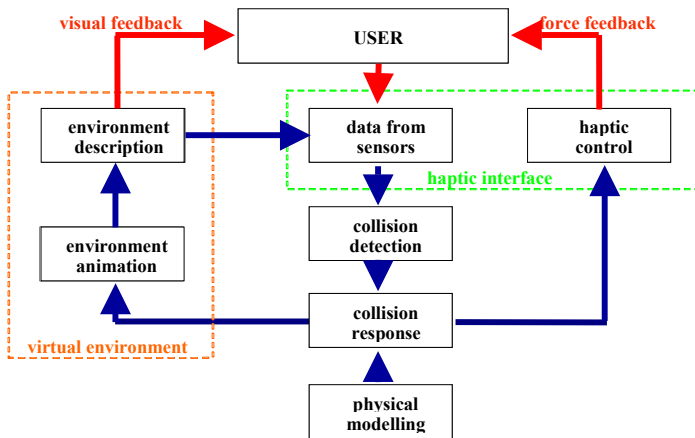 visual feedback
USER
force feedback
environment
description
data from
sensors
haptic
control
haptic interface
environment
animation
collision
detection
collision
response
virtual environment
physical
modelling